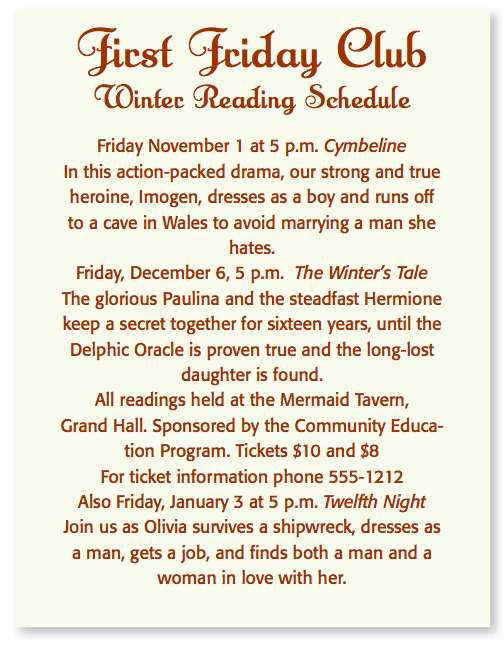 First Friday Club
Winter Reading Schedule
Friday November 1 at 5 p.m. Cymbeline
In this action-packed drama, our strong and true
heroine, Imogen, dresses as a boy and runs off
to a cave in Wales to avoid marrying a man she
hates.
Friday, December 6, 5 p.m.  The Winter's Tale
The glorious Paulina and the steadfast Hermione
keep a secret together for sixteen years, until the
Delphic Oracle is proven true and the long-lost
daughter is found.
All readings held at the Mermaid Tavern,
Grand Hall. Sponsored by the Community Educa-
tion Program. Tickets $10 and $8
For ticket information phone 555-1212
Also Friday, January 3 at 5 p.m. Twelfth Night
Join us as Olivia survives a shipwreck, dresses as
a man, gets a job, and finds both a man and a
woman in love with her.